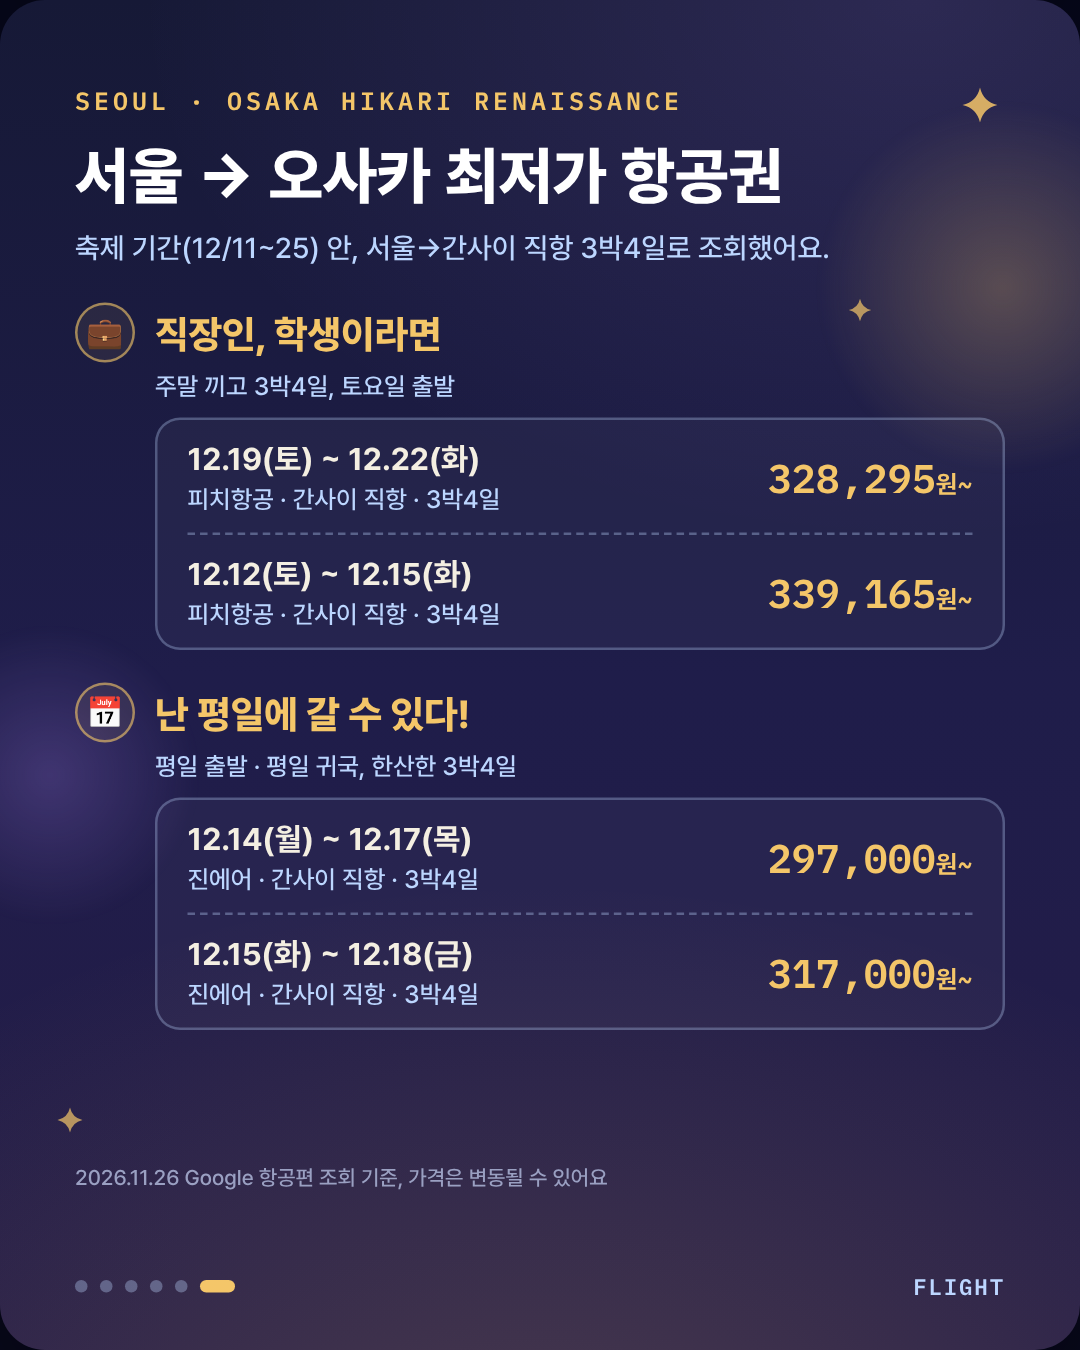 SEOUL · OSAKA HIKARI RENAISSANCE
서울 → 오사카 최저가 항공권
축제 기간(12/11~25) 안, 서울→간사이 직항 3박4일로 조회했어요.
직장인, 학생이라면
주말 끼고 3박4일, 토요일 출발
12.19(토) ~ 12.22(화)
328,295원~
피치항공 · 간사이 직항 · 3박4일
12.12(토) ~ 12.15(화)
339,165원~
피치항공 · 간사이 직항 · 3박4일
July
17
난 평일에 갈 수 있다!
평일 출발 · 평일 귀국, 한산한 3박4일
12.14(월) ~ 12.17(목)
297,000원~
진에어 · 간사이 직항 · 3박4일
12.15(화) ~ 12.18(금)
317,000원~
진에어 · 간사이 직항 · 3박4일
2026.11.26 Google 항공편 조회 기준, 가격은 변동될 수 있어요
FLIGHT